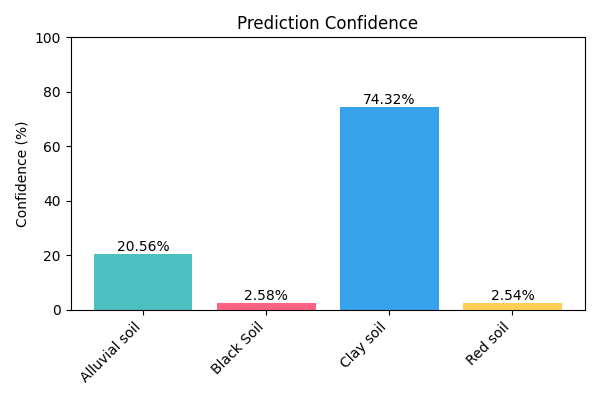 Prediction Confidence
Confidence (%)
100
80
60
40
20
0
20.56%
2.58%
74.32%
2.54%
Alluvial soil
Black Soil
Clay soil
Red soil